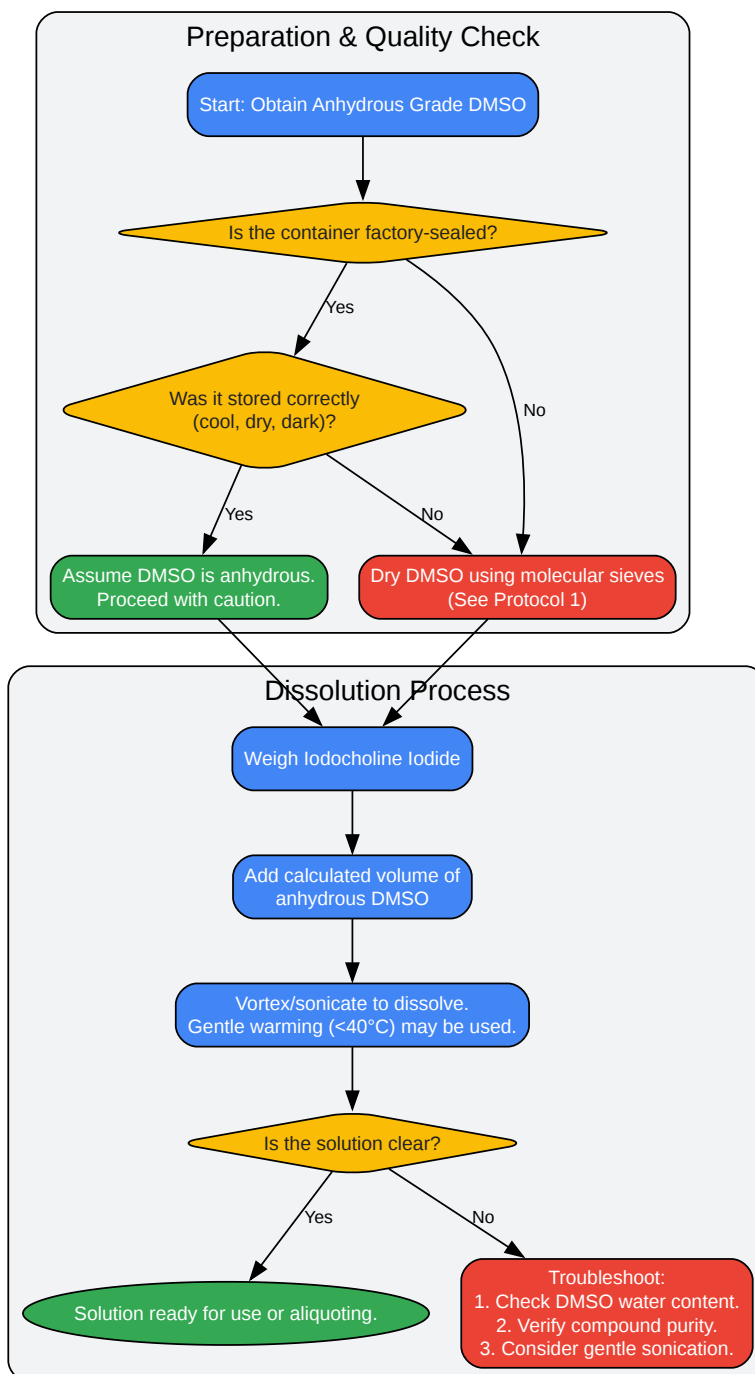 Preparation & Quality Check
Start: Obtain Anhydrous Grade DMSO
Is the container factory-sealed?
Yes
Was it stored correctly
(cool, dry, dark)?
No
Yes
No
Assume DMSO is anhydrous.
Proceed with caution.
Dry DMSO using molecular sieves
(See Protocol 1)
Dissolution Process
Weigh Iodocholine Iodide
Add calculated volume of
anhydrous DMSO
Vortex/sonicate to dissolve.
Gentle warming (<40°C) may be used.
Is the solution clear?
Yes
No
Solution ready for use or aliquoting.
Troubleshoot:
1. Check DMSO water content.
2. Verify compound purity.
3. Consider gentle sonication.